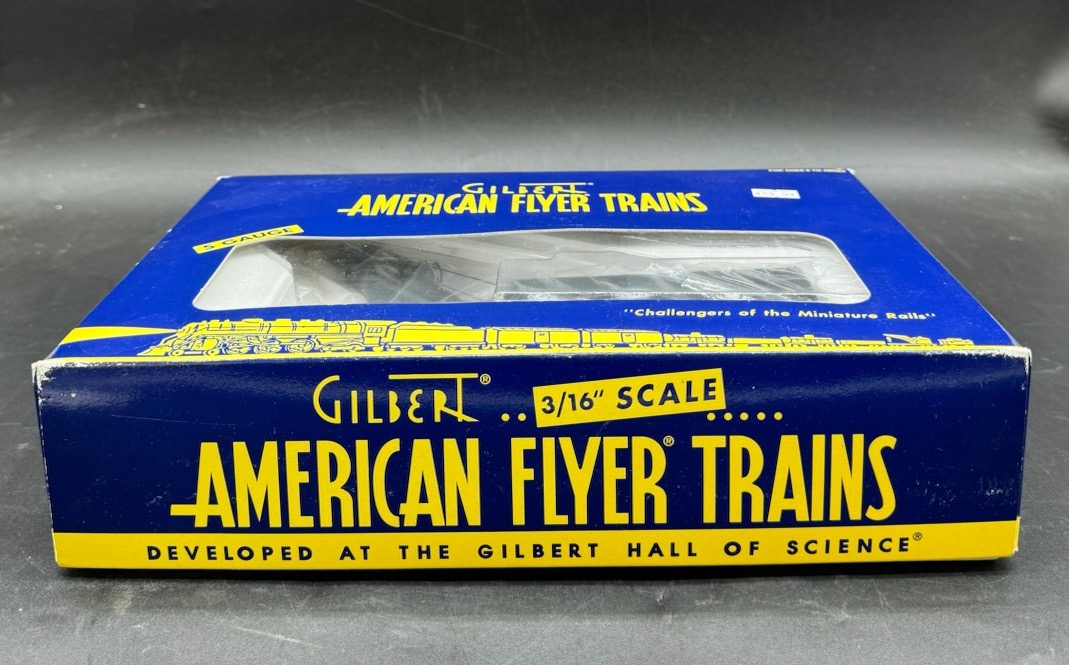 GILBERT®
AMERICAN FLYER TRAINS
S GAUGE
"Challengers of the Miniature Rails"
GILBERT® .. 3/16" SCALE .....
AMERICAN FLYER® TRAINS
DEVELOPED AT THE GILBERT HALL OF SCIENCE®